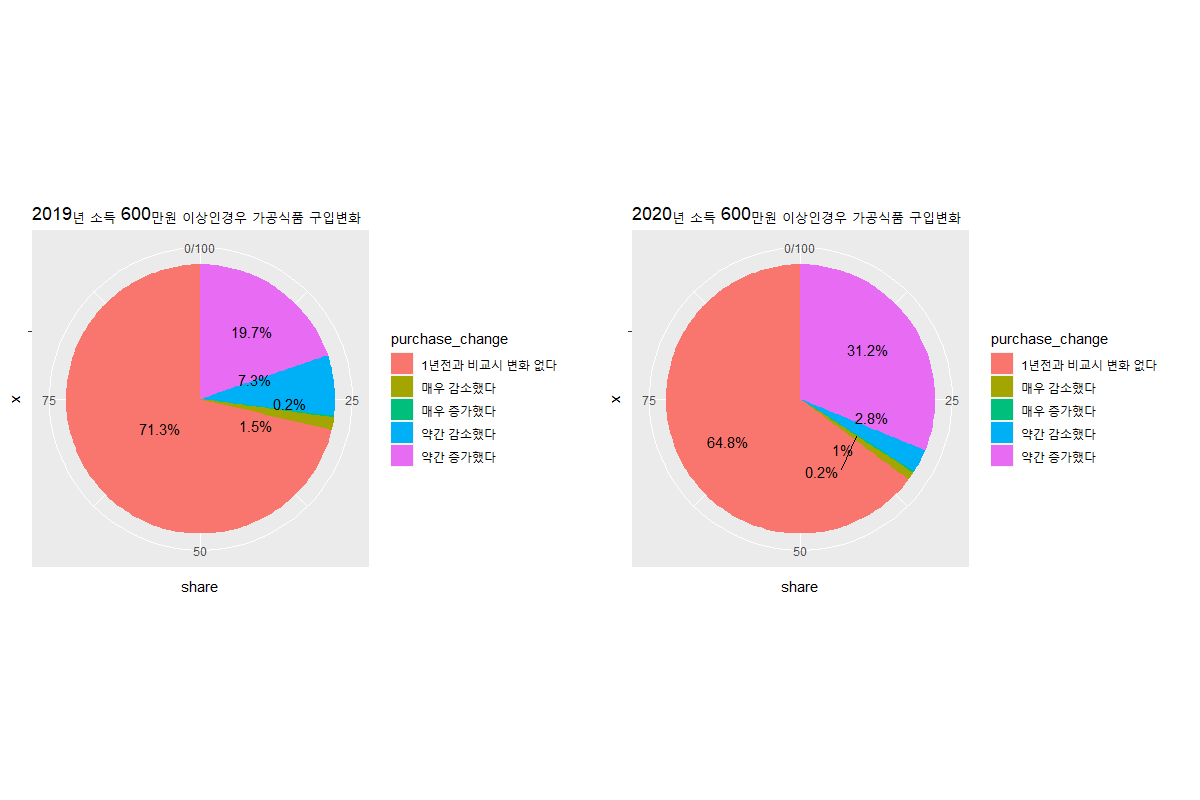 2019년 소득 600만원 이상인경우 가공식품 구입변화
0/100
19.7%
7.3%
0.2%
1.5%
71.3%
75
25
50
x
share
purchase_change
1년전과 비교시 변화 없다
매우 감소했다
매우 증가했다
약간 감소했다
약간 증가했다
2020년 소득 600만원 이상인경우 가공식품 구입변화
0/100
31.2%
2.8%
1%
0.2%
64.8%
75
25
50
x
share
purchase_change
1년전과 비교시 변화 없다
매우 감소했다
매우 증가했다
약간 감소했다
약간 증가했다